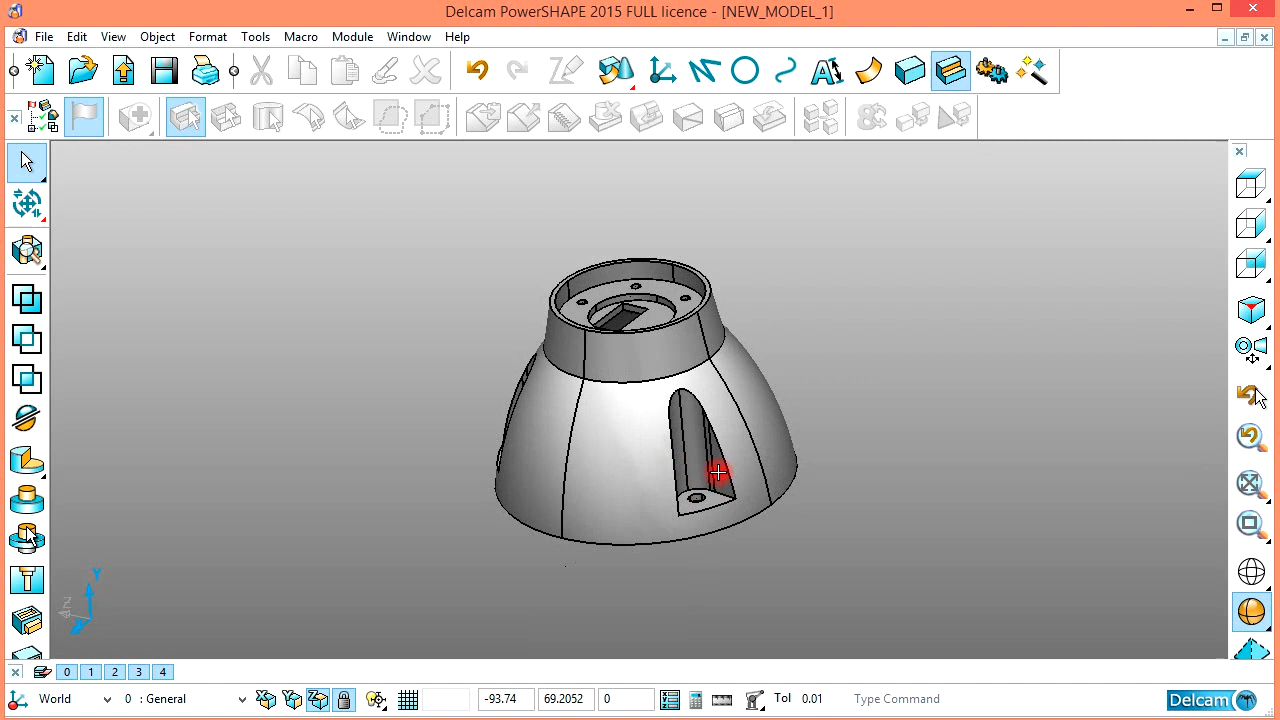 Delcam PowerSHAPE 2015 FULL licence - [NEW_MODEL_1]
File Edit View Object Format Tools Macro Module Window Help
Y
Z
0 1 2 3 4
World 0 : General -93.74 69.2052 0 Tol 0.01 Type Command Delcam